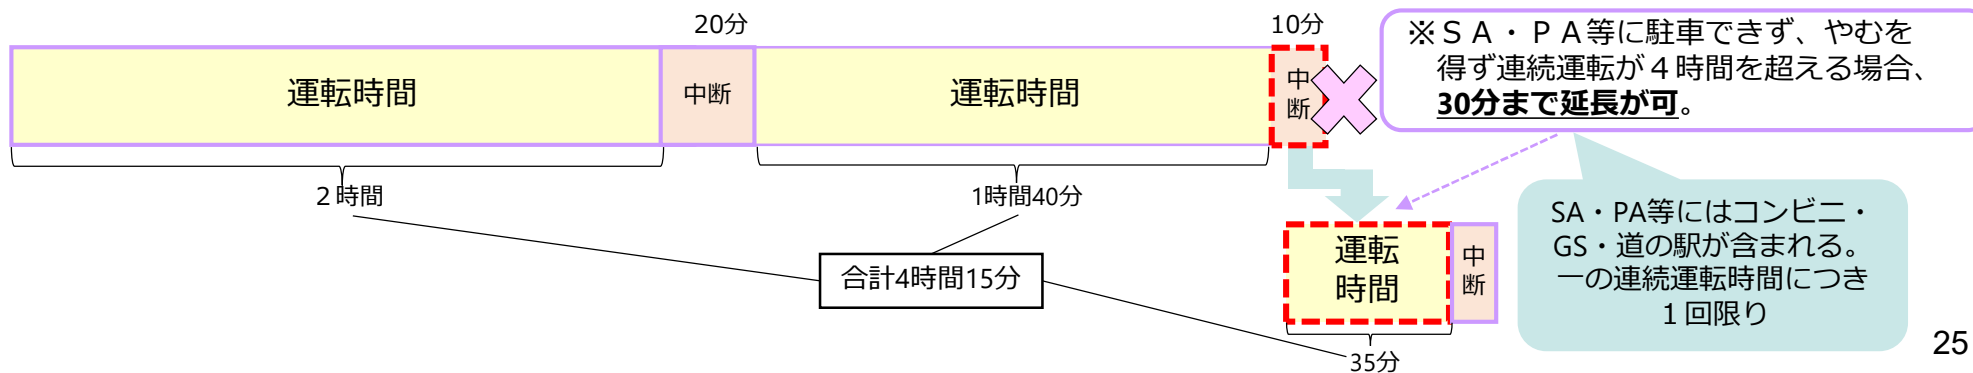 20分
10分
運転時間
中断
運転時間
中
断
※ＳＡ・ＰＡ等に駐車できず、やむを
得ず連続運転が４時間を超える場合、
30分まで延長が可。
２時間
1時間40分
合計4時間15分
運転
時間
中
断
35分
SA・PA等にはコンビニ・
GS・道の駅が含まれる。
一の連続運転時間につき
１回限り
25